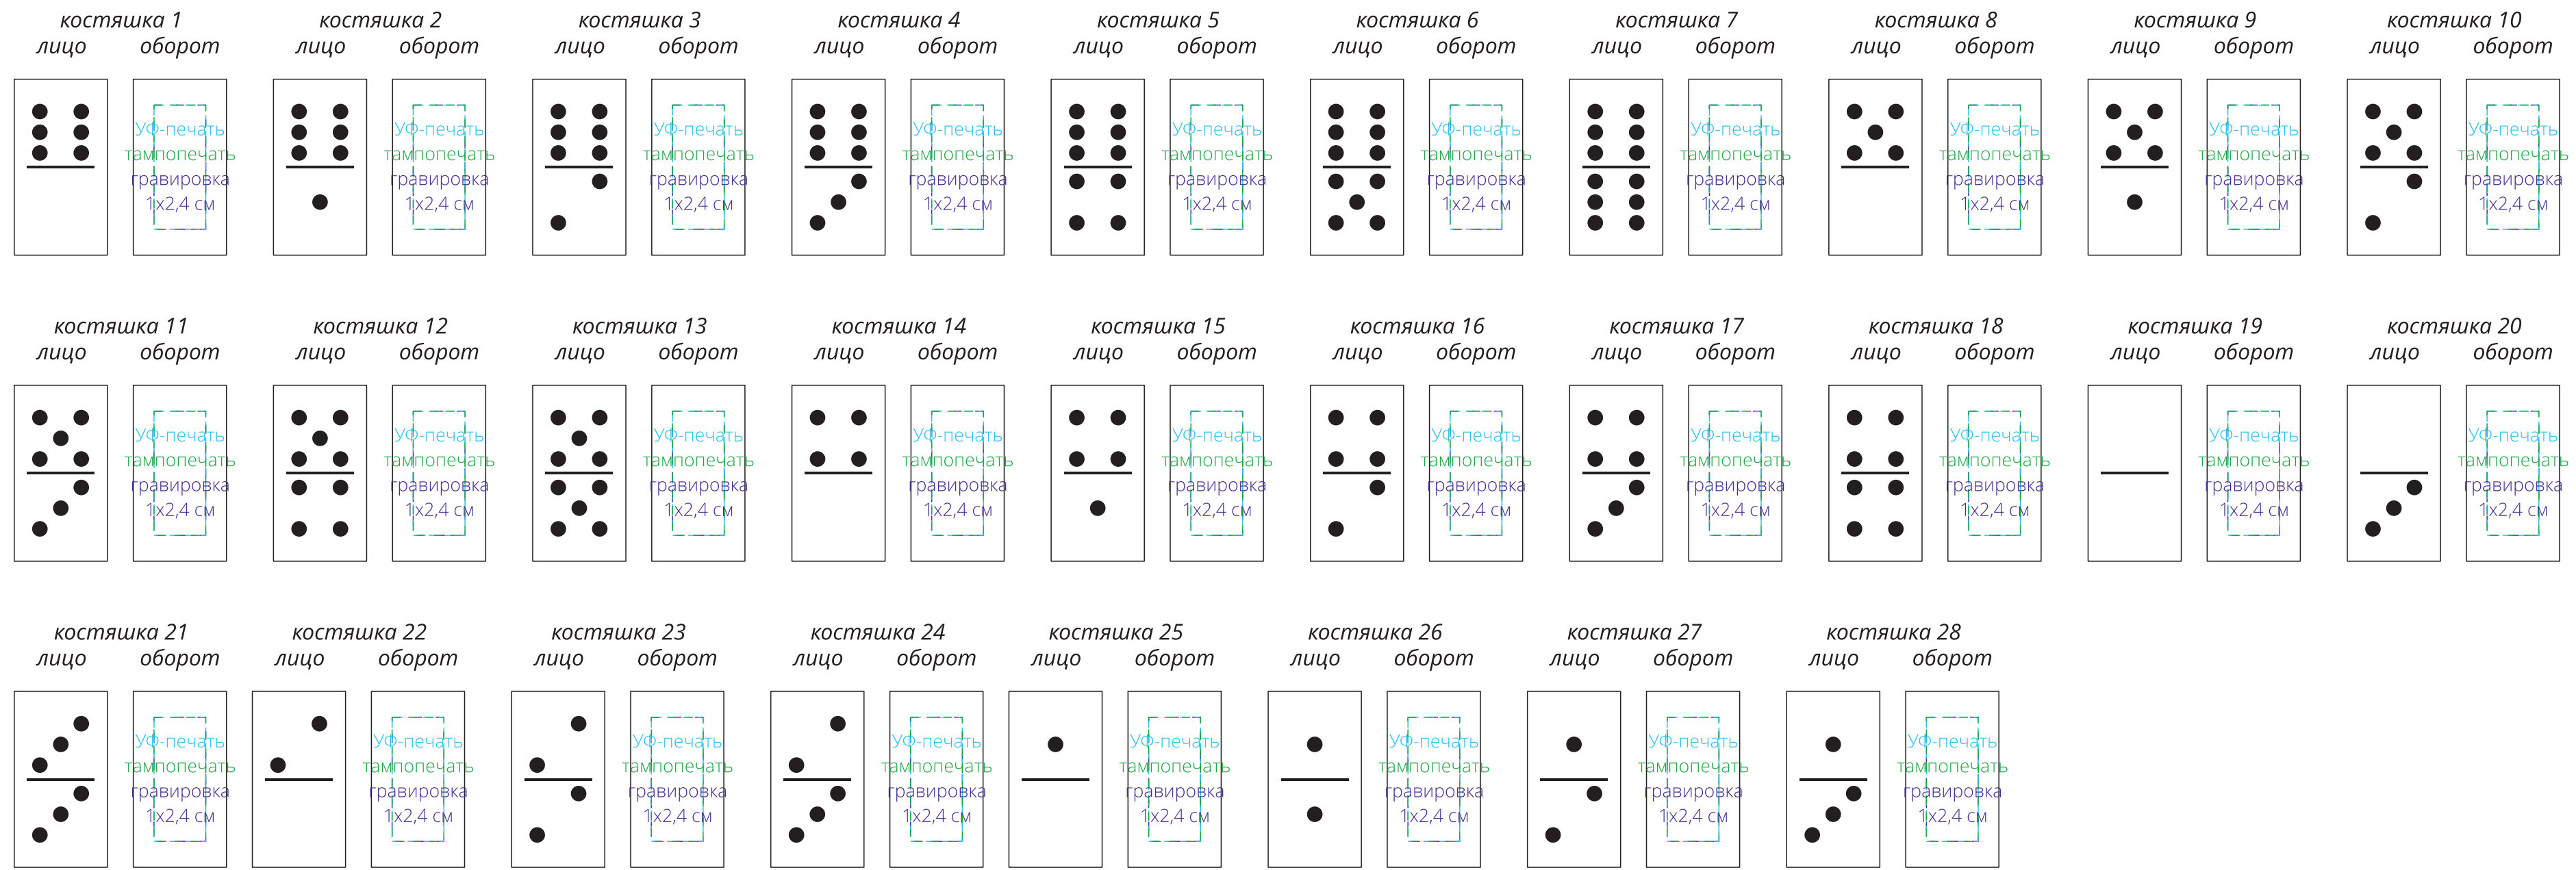 костяшка 1 костяшка 2 костяшка 3 костяшка 4 костяшка 5 костяшка 6 костяшка 7 костяшка 8 костяшка 9 костяшка 10
лицо оборот лицо оборот лицо оборот лицо оборот лицо оборот лицо оборот лицо оборот лицо оборот лицо оборот лицо оборот
УФ-печать УФ-печать УФ-печать УФ-печать УФ-печать УФ-печать УФ-печать УФ-печать УФ-печать УФ-печать
тампопечать тампопечать тампопечать тампопечать тампопечать тампопечать тампопечать тампопечать тампопечать тампопечать
гравировка гравировка гравировка гравировка гравировка гравировка гравировка гравировка гравировка гравировка
1х2,4 см 1х2,4 см 1х2,4 см 1х2,4 см 1х2,4 см 1х2,4 см 1х2,4 см 1х2,4 см 1х2,4 см 1х2,4 см
костяшка 11 костяшка 12 костяшка 13 костяшка 14 костяшка 15 костяшка 16 костяшка 17 костяшка 18 костяшка 19 костяшка 20
лицо оборот лицо оборот лицо оборот лицо оборот лицо оборот лицо оборот лицо оборот лицо оборот лицо оборот лицо оборот
УФ-печать УФ-печать УФ-печать УФ-печать УФ-печать УФ-печать УФ-печать УФ-печать УФ-печать УФ-печать
тампопечать тампопечать тампопечать тампопечать тампопечать тампопечать тампопечать тампопечать тампопечать тампопечать
гравировка гравировка гравировка гравировка гравировка гравировка гравировка гравировка гравировка гравировка
1х2,4 см 1х2,4 см 1х2,4 см 1х2,4 см 1х2,4 см 1х2,4 см 1х2,4 см 1х2,4 см 1х2,4 см 1х2,4 см
костяшка 21 костяшка 22 костяшка 23 костяшка 24 костяшка 25 костяшка 26 костяшка 27 костяшка 28
лицо оборот лицо оборот лицо оборот лицо оборот лицо оборот лицо оборот лицо оборот лицо оборот
УФ-печать УФ-печать УФ-печать УФ-печать УФ-печать УФ-печать УФ-печать УФ-печать
тампопечать тампопечать тампопечать тампопечать тампопечать тампопечать тампопечать тампопечать
гравировка гравировка гравировка гравировка гравировка гравировка гравировка гравировка
1х2,4 см 1х2,4 см 1х2,4 см 1х2,4 см 1х2,4 см 1х2,4 см 1х2,4 см 1х2,4 см